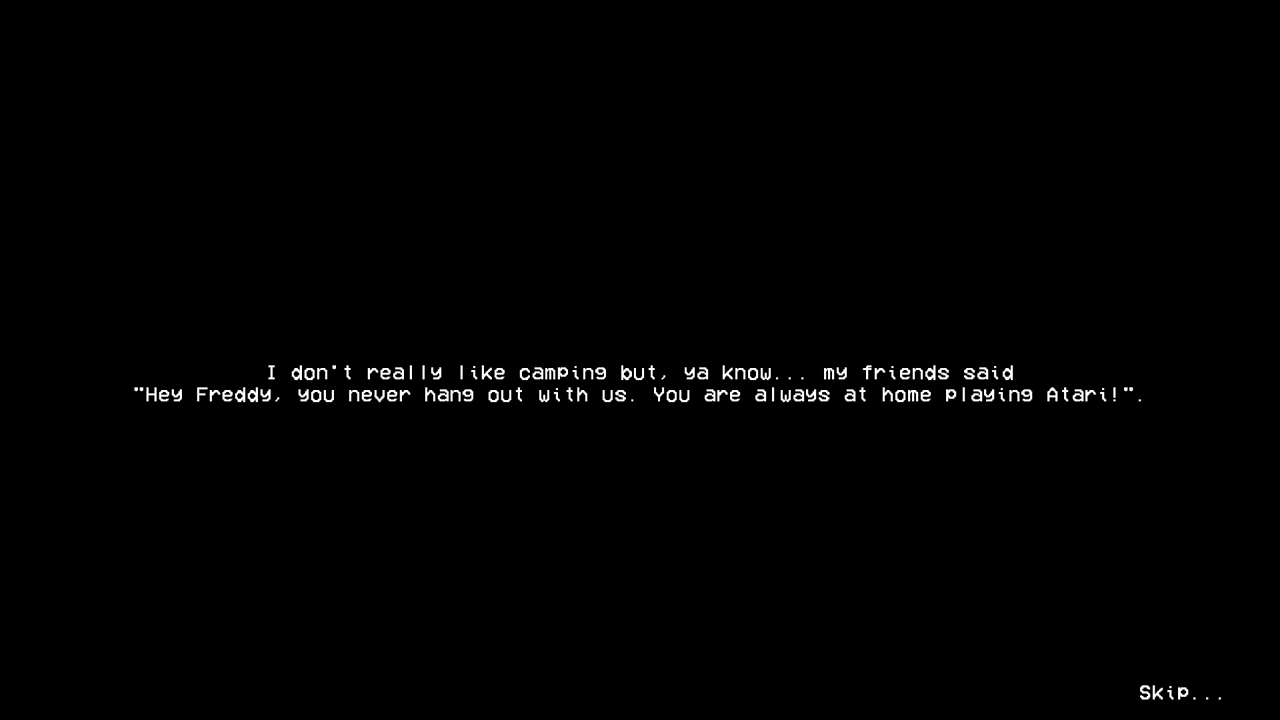 I don't really like camping but, ya know... my friends said
"Hey Freddy, you never hang out with us. You are always at home playing Atari!".
Skip...